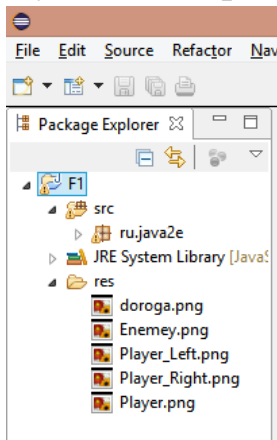 File Edit Source Refactor Nav
Package Explorer
F1
src
ru.java2e
JRE System Library [Java
res
doroga.png
Enemey.png
Player_Left.png
Player_Right.png
Player.png